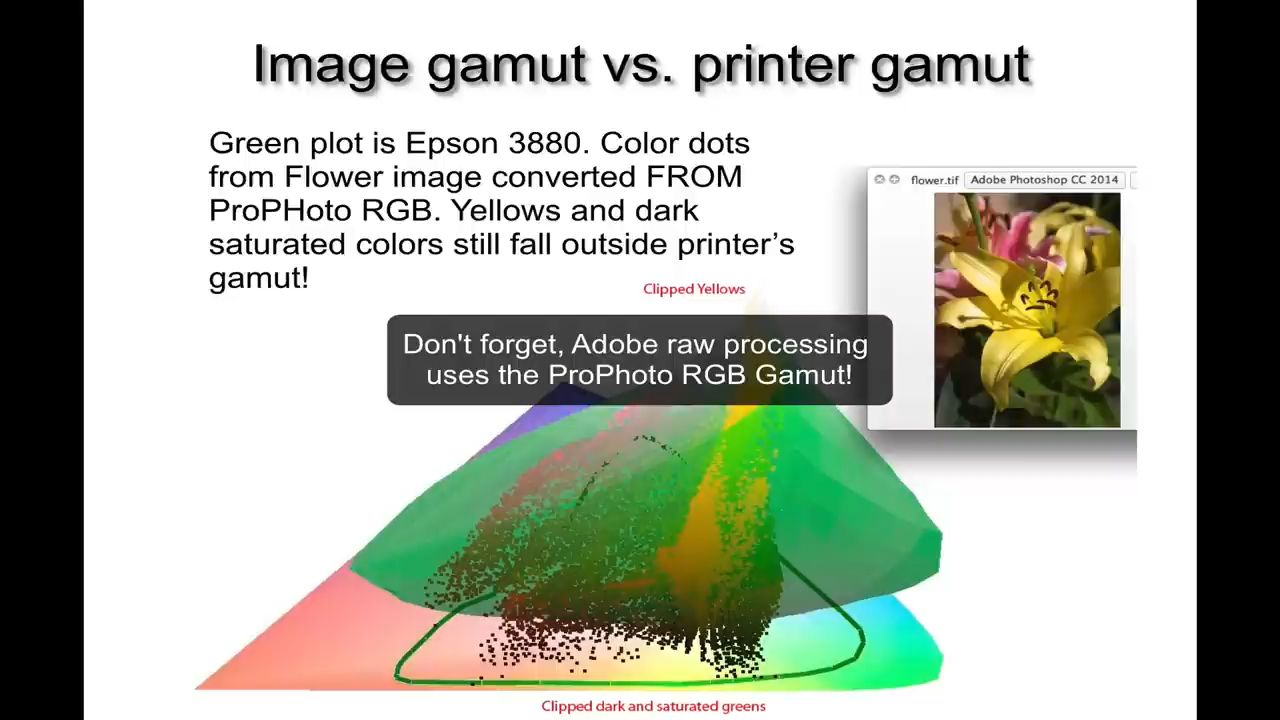 Image gamut vs. printer gamut
Green plot is Epson 3880. Color dots
from Flower image converted FROM
ProPHoto RGB. Yellows and dark
saturated colors still fall outside printer’s
gamut!
flower.tif
Adobe Photoshop CC 2014
Clipped Yellows
Don't forget, Adobe raw processing
uses the ProPhoto RGB Gamut!
Clipped dark and saturated greens